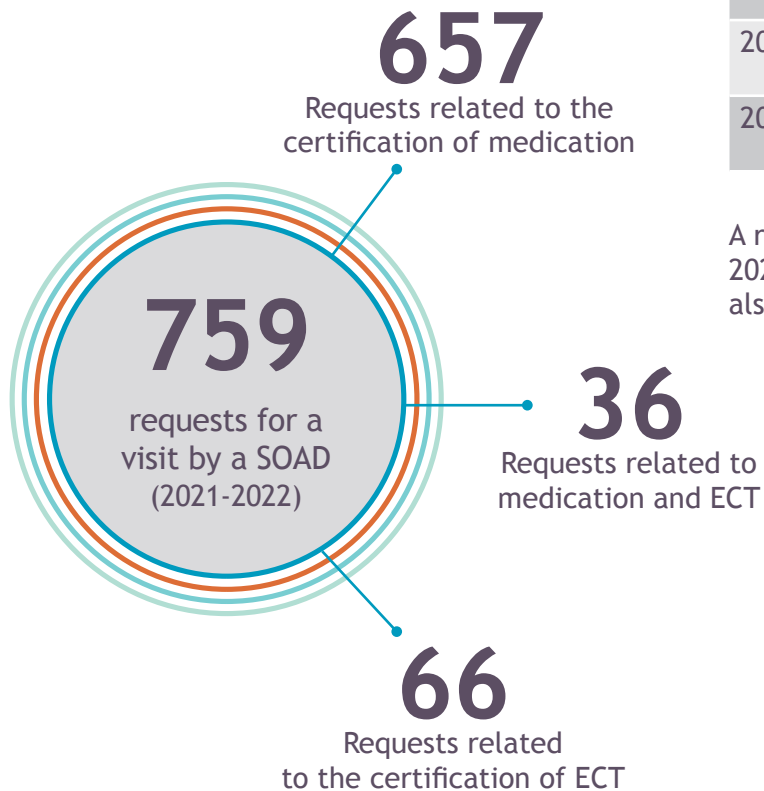 657
Requests related to the
certification of medication
759
requests for a
visit by a SOAD
(2021-2022)
36
Requests related to
medication and ECT
66
Requests related
to the certification of ECT
A